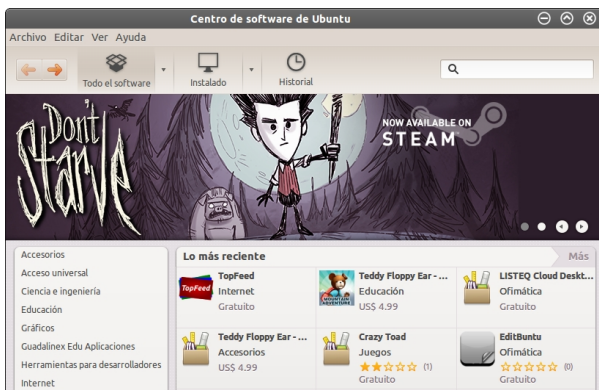 Centro de software de Ubuntu
Archivo Editar Ver Ayuda
Todo el software
Instalado
Historial
Don't
Starve
NOW AVAILABLE ON
STEAM
Accesorios
Acceso universal
Ciencia e ingeniería
Educación
Gráficos
Guadalinex Edu Aplicaciones
Herramientas para desarrolladores
Internet
Lo más reciente
Más
TopFeed
TopFeed
Internet
Gratuito
MOUNTAIN
ADVENTURE
Teddy Floppy Ear - ...
Educación
US$ 4.99
LISTEQ Cloud Deskt...
Ofimática
Gratuito
Teddy Floppy Ear - ...
Accesorios
US$ 4.99
Crazy Toad
Juegos
(1)
Gratuito
EditBuntu
Ofimática
(0)
Gratuito